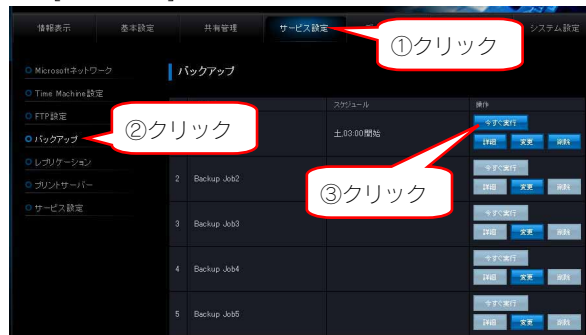 情報表示 基本設定 共有管理 サービス設定 システム設定
①クリック
Microsoftネットワーク
バックアップ
Time Machine設定
FTP設定
スケジュール 操作
バックアップ
②クリック
土,03:00開始
今すぐ実行
詳細 変更 削除
レプリケーション
プリントサーバー
サービス設定
③クリック
2 Backup Job2
今すぐ実行
詳細 変更 削除
3 Backup Job3
今すぐ実行
詳細 変更 削除
4 Backup Job4
今すぐ実行
詳細 変更 削除
5 Backup Job5
今すぐ実行
詳細 変更 削除